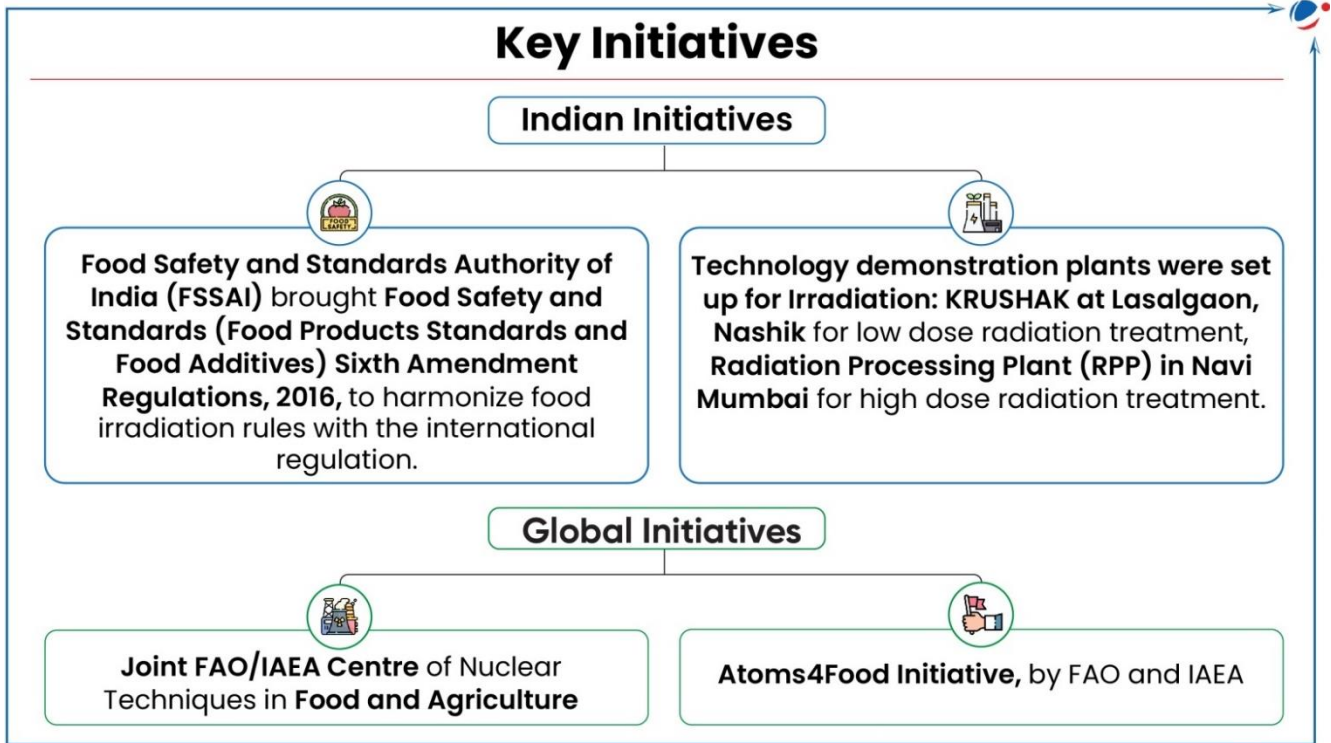 Key Initiatives
Indian Initiatives
FOOD
SAFETY
Food Safety and Standards Authority of
India (FSSAI) brought Food Safety and
Standards (Food Products Standards and
Food Additives) Sixth Amendment
Regulations, 2016, to harmonize food
irradiation rules with the international
regulation.
Technology demonstration plants were set
up for Irradiation: KRUSHAK at Lasalgaon,
Nashik for low dose radiation treatment,
Radiation Processing Plant (RPP) in Navi
Mumbai for high dose radiation treatment.
Global Initiatives
Joint FAO/IAEA Centre of Nuclear
Techniques in Food and Agriculture
Atoms4Food Initiative, by FAO and IAEA